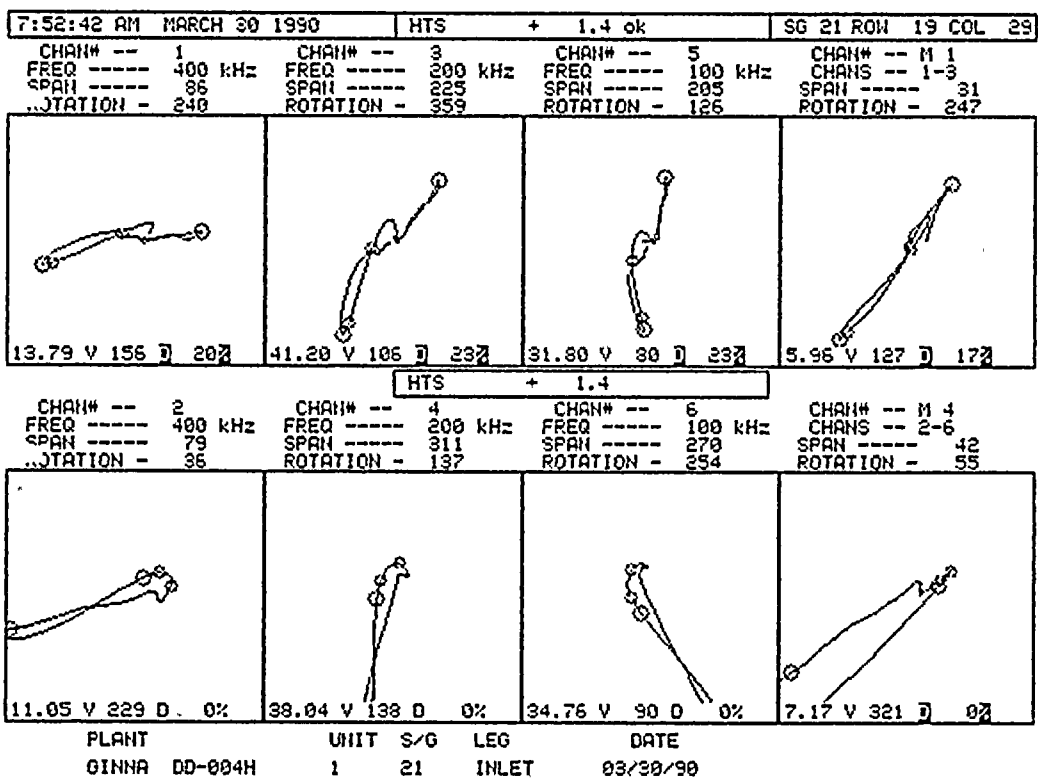 7:52:42 AM MARCH 30 1990 HTS + 1.4 ok SG 21 ROW 19 COL 29
CHAN# -- 1 CHAN# -- 3 CHAN# -- 5 CHAN# -- M 1
FREQ ----- 400 kHz FREQ ----- 200 kHz FREQ ----- 100 kHz CHANS -- 1-3
SPAN ----- 86 SPAN ----- 225 SPAN ----- 205 SPAN ----- 31
ROTATION - 240 ROTATION - 359 ROTATION - 126 ROTATION - 247
13.79 V 156 D 20% 41.20 V 106 D 23% 31.80 V 80 D 23% 5.96 V 127 D 17%
HTS + 1.4
CHAN# -- 2 CHAN# -- 4 CHAN# -- 6 CHAN# -- M 4
FREQ ----- 400 kHz FREQ ----- 200 kHz FREQ ----- 100 kHz CHANS -- 2-6
SPAN ----- 79 SPAN ----- 311 SPAN ----- 270 SPAN ----- 42
ROTATION - 36 ROTATION - 137 ROTATION - 254 ROTATION - 55
11.05 V 229 D 0% 38.04 V 138 D 0% 34.76 V 90 D 0% 7.17 V 321 D 0%
PLANT UNIT S/G LEG DATE
GINNA DD-004H 1 21 INLET 03/30/90